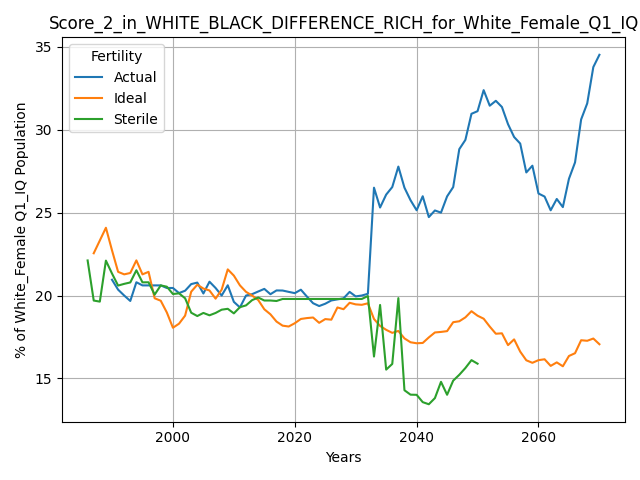 Score_2_in_WHITE_BLACK_DIFFERENCE_RICH_for_White_Female_Q1_IQ
Fertility
Actual
Ideal
Sterile
% of White_Female Q1_IQ Population
35
30
25
20
15
2000
2020
2040
2060
Years